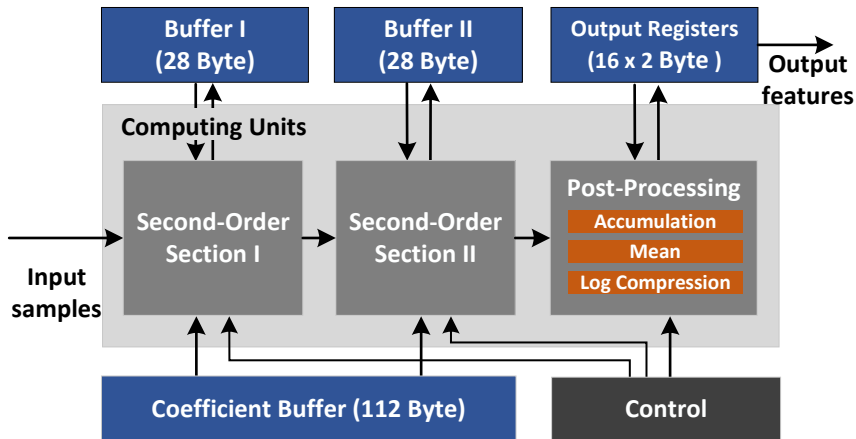 Buffer I
(28 Byte)
Buffer II
(28 Byte)
Output Registers
(16 x 2 Byte )
Output
features
Computing Units
Second-Order
Section I
Second-Order
Section II
Post-Processing
Accumulation
Mean
Log Compression
Input
samples
Coefficient Buffer (112 Byte)
Control